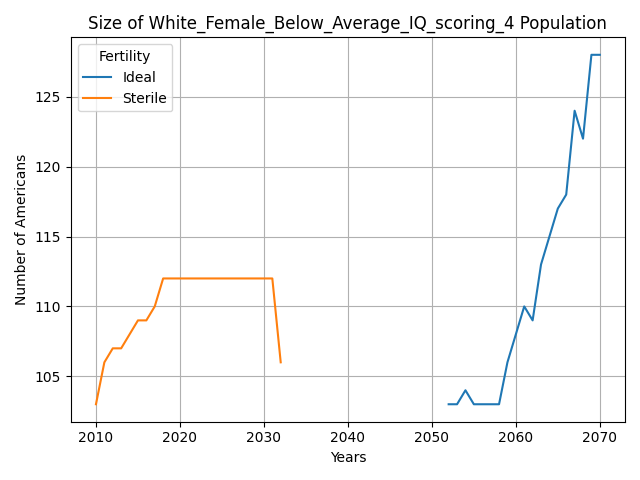 Size of White_Female_Below_Average_IQ_scoring_4 Population
Fertility
Ideal
Sterile
Number of Americans
125
120
115
110
105
2010 2020 2030 2040 2050 2060 2070
Years